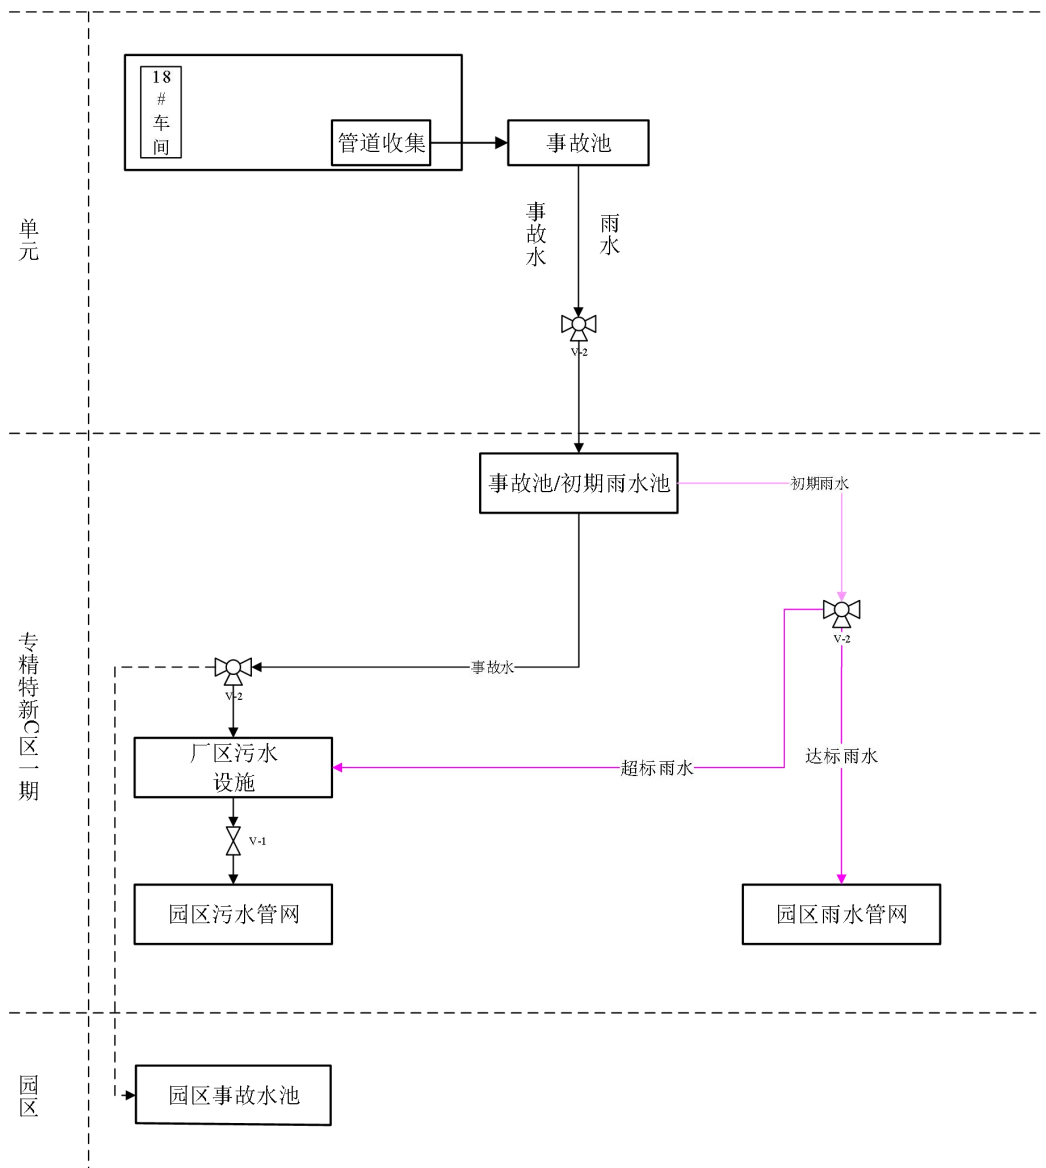 18
#
车
间
管道收集
事故池
单元
事故水
雨水
V-2
事故池/初期雨水池
初期雨水
专精特新C区一期
V-2
事故水
V-2
厂区污水
设施
超标雨水
达标雨水
V-1
园区污水管网
园区雨水管网
园区
园区事故水池